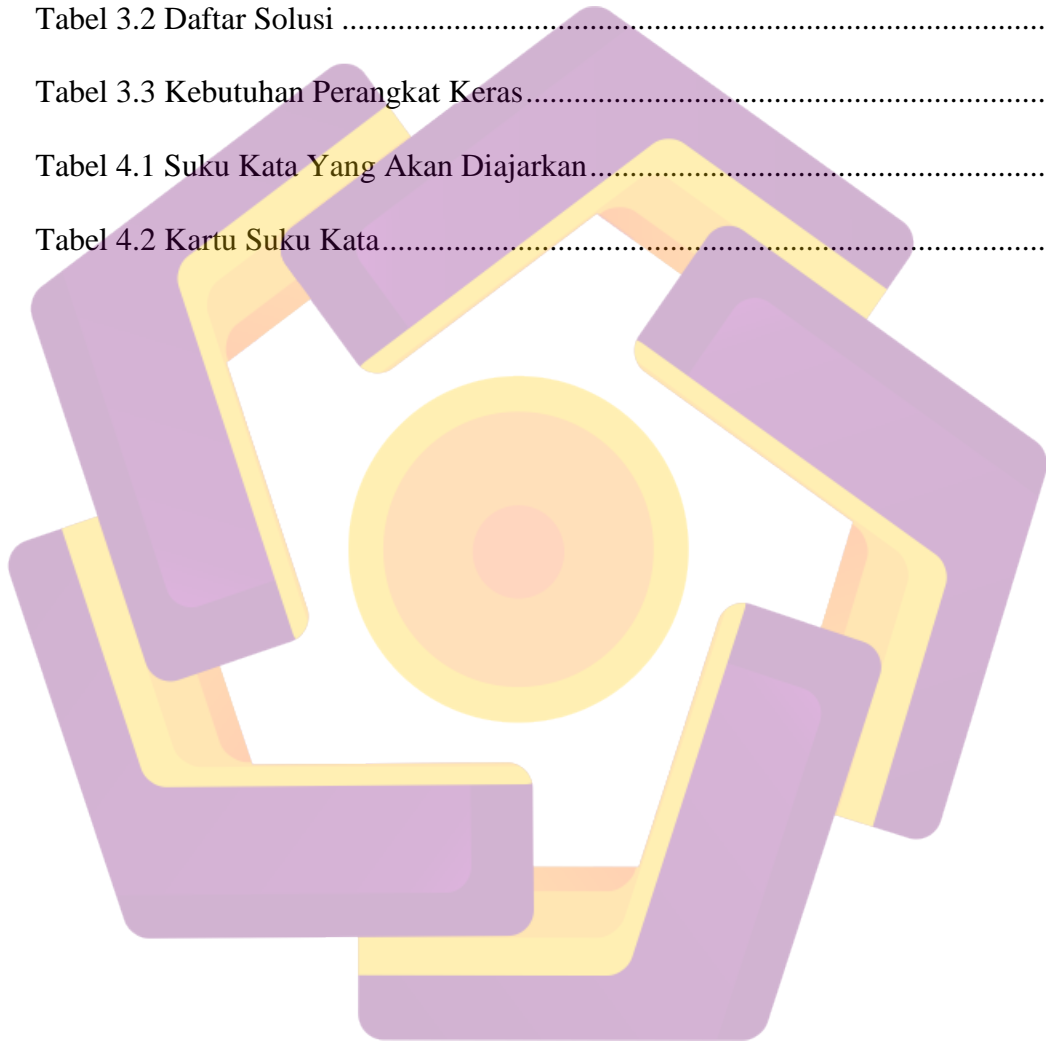 Tabel 3.2 Daftar Solusi ........................................................................................
Tabel 3.3 Kebutuhan Perangkat Keras.................................................................
Tabel 4.1 Suku Kata Yang Akan Diajarkan.........................................................
Tabel 4.2 Kartu Suku Kata...................................................................................